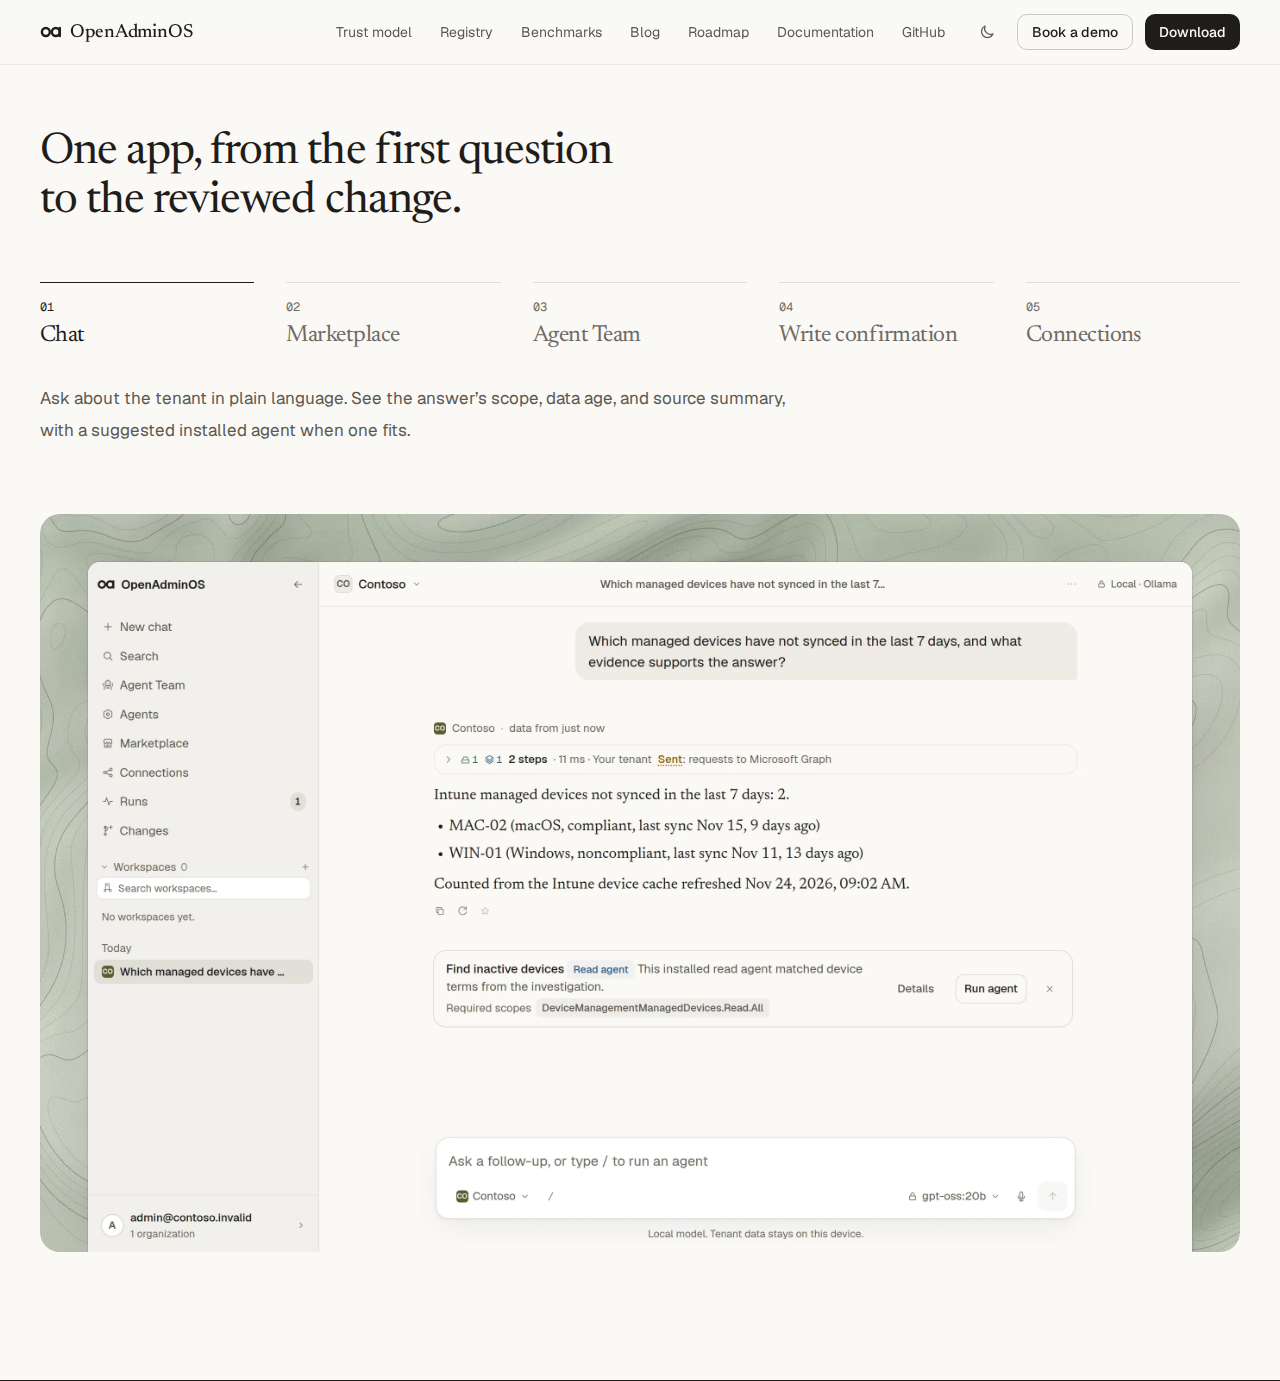 OpenAdminOS
Trust model
Registry
Benchmarks
Blog
Roadmap
Documentation
GitHub
Book a demo
Download
One app, from the first question
to the reviewed change.
01
Chat
02
Marketplace
03
Agent Team
04
Write confirmation
05
Connections
Ask about the tenant in plain language. See the answer’s scope, data age, and source summary,
with a suggested installed agent when one fits.
OpenAdminOS
New chat
Search
Agent Team
Agents
Marketplace
Connections
Runs 1
Changes
Workspaces 0
Search workspaces...
No workspaces yet.
Today
CO Which managed devices have ...
A
admin@contoso.invalid
1 organization
CO Contoso
Which managed devices have not synced in the last 7...
Local · Ollama
Which managed devices have not synced in the last 7 days, and what
evidence supports the answer?
CO Contoso · data from just now
1 1 2 steps · 11 ms · Your tenant Sent: requests to Microsoft Graph
Intune managed devices not synced in the last 7 days: 2.
• MAC-02 (macOS, compliant, last sync Nov 15, 9 days ago)
• WIN-01 (Windows, noncompliant, last sync Nov 11, 13 days ago)
Counted from the Intune device cache refreshed Nov 24, 2026, 09:02 AM.
Find inactive devices Read agent This installed read agent matched device
terms from the investigation.
Required scopes DeviceManagementManagedDevices.Read.All
Details
Run agent
Ask a follow-up, or type / to run an agent
CO Contoso /
gpt-oss:20b
Local model. Tenant data stays on this device.